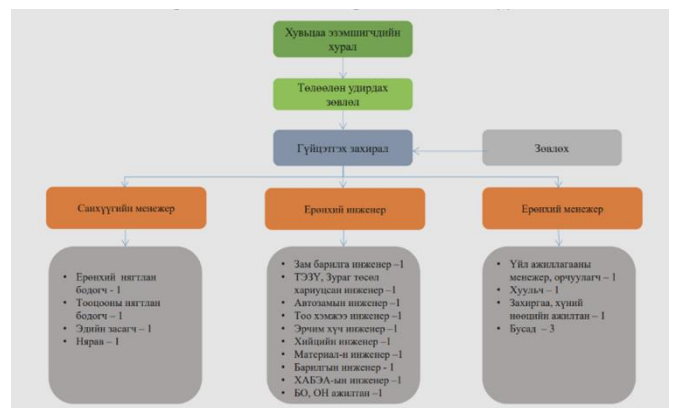 Хувьцаа эзэмшигчдийн
хурал
Төлөөлөн удирдах
зөвлөл
Гүйцэтгэх захирал
Зөвлөх
Санхүүгийн менежер
Ерөнхий инженер
Ерөнхий менежер
• Ерөнхий нягтлан
бодогч - 1
• Тооцооны нягтлан
бодогч – 1
• Эдийн засагч – 1
• Нярав – 1
• Зам барилга инженер –1
• ТЭЗҮ, Зураг төсөл
хариуцсан инженер –1
• Автозамын инженер –1
• Тоо хэмжээ инженер –1
• Эрчим хүч инженер –1
• Хийцийн инженер –1
• Материал-н инженер –1
• Барилгын инженер - 1
• ХАБЭА-ын инженер –1
• БО, ОН ажилтан –1
• Үйл ажиллагааны
менежер, орчуулагч – 1
• Хуульч – 1
• Захиргаа, хүний
нөөцийн ажилтан – 1
• Бусад – 3